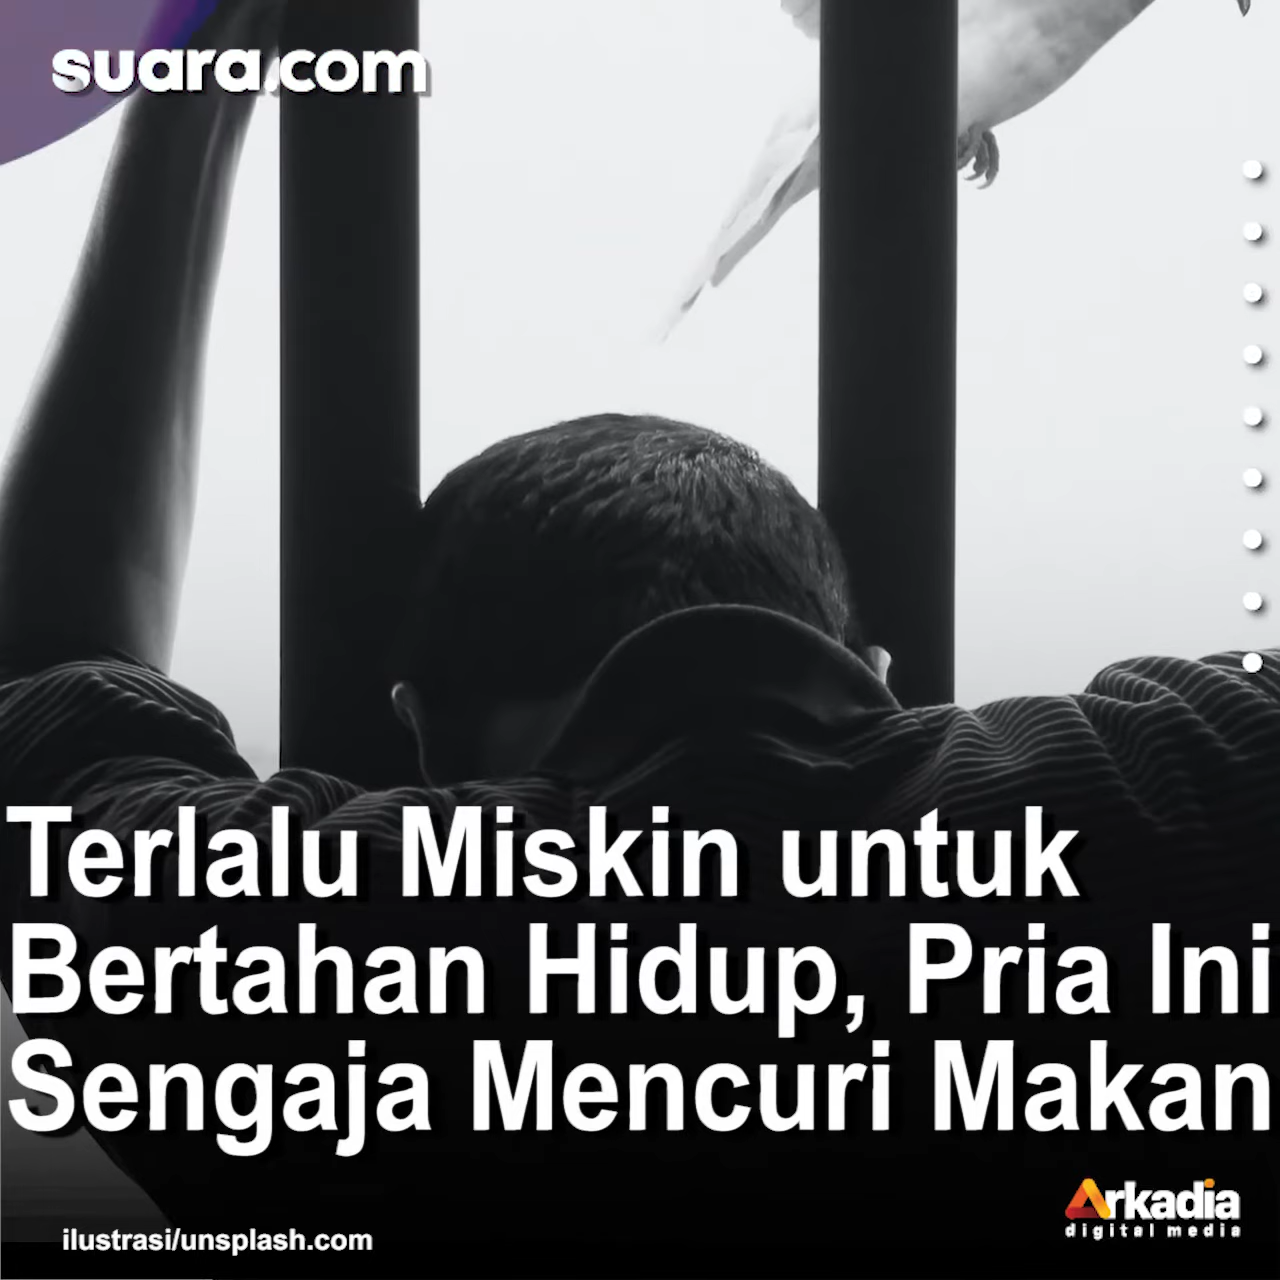 suara.com
Terlalu Miskin untuk
Bertahan Hidup, Pria Ini
Sengaja Mencuri Makan
Arkadia
digital media
ilustrasi/unsplash.com